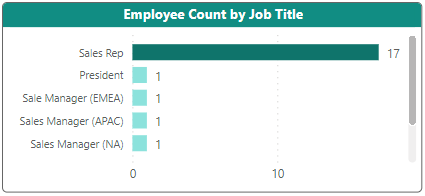 Employee Count by Job Title
Sales Rep 17
President 1
Sale Manager (EMEA) 1
Sales Manager (APAC) 1
Sales Manager (NA) 1
0 10